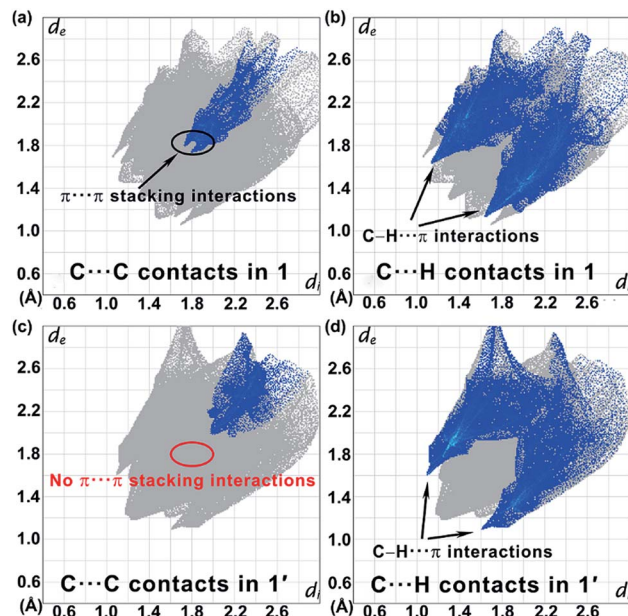 (a)
dₑ
2.6
2.2
1.8
1.4
1.0
0.6
(Å)
π···π stacking interactions
C···C contacts in 1
dᵢ
0.6 1.0 1.4 1.8 2.2 2.6
(b)
dₑ
2.6
2.2
1.8
1.4
1.0
0.6
(Å)
C–H···π interactions
C···H contacts in 1
0.6 1.0 1.4 1.8 2.2 2.6
(c)
dₑ
2.6
2.2
1.8
1.4
1.0
0.6
(Å)
No π···π stacking interactions
C···C contacts in 1′
dᵢ
0.6 1.0 1.4 1.8 2.2 2.6
(d)
dₑ
2.6
2.2
1.8
1.4
1.0
0.6
(Å)
C–H···π interactions
C···H contacts in 1′
0.6 1.0 1.4 1.8 2.2 2.6